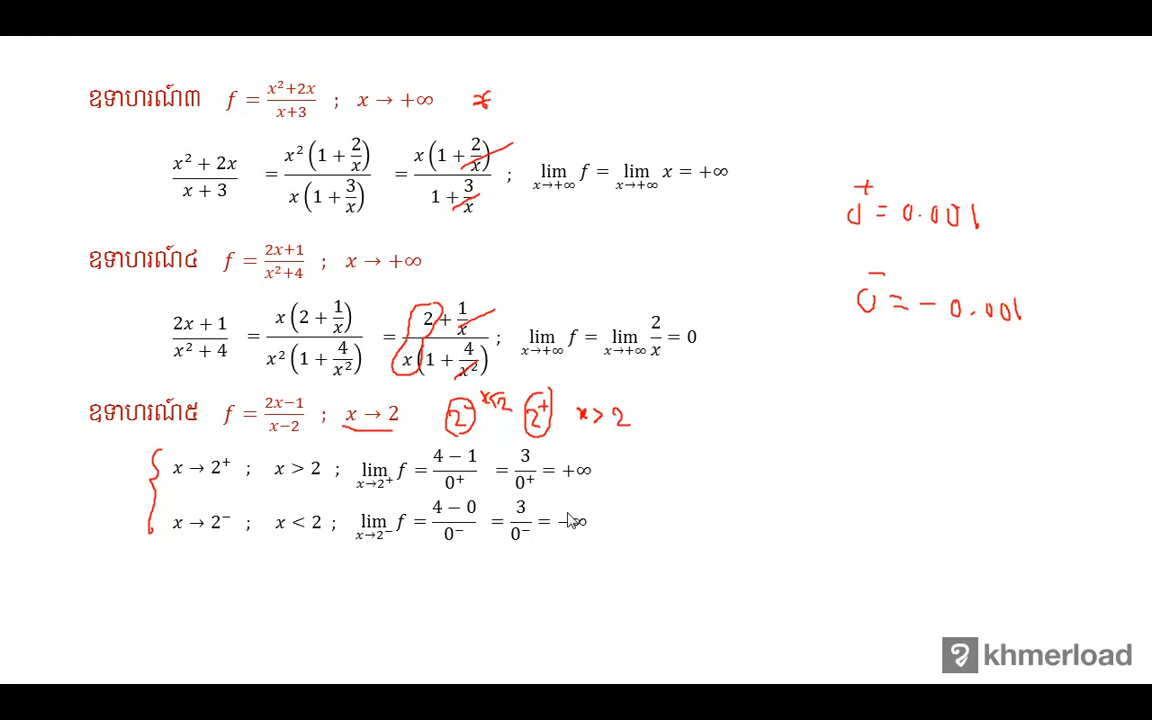 ឧទាហរណ៍៣ f = (x²+2x)/(x+3) ; x → +∞ x
(x² + 2x)/(x + 3) = x²(1 + 2/x)/x(1 + 3/x) = x(1 + 2/x)/(1 + 3/x) ; lim x→+∞ f = lim x→+∞ x = +∞
0⁺ = 0.001
ឧទាហរណ៍៤ f = (2x+1)/(x²+4) ; x → +∞
0⁻ = - 0.001
(2x + 1)/(x² + 4) = x(2 + 1/x)/x²(1 + 4/x²) = (2 + 1/x)/x(1 + 4/x²) ; lim x→+∞ f = lim x→+∞ 2/x = 0
ឧទាហរណ៍៥ f = (2x−1)/(x−2) ; x → 2 2⁻ x<2 2⁺ x > 2
x → 2⁺ ; x > 2 ; lim x→2⁺ f = (4 − 1)/0⁺ = 3/0⁺ = +∞
x → 2⁻ ; x < 2 ; lim x→2⁻ f = (4 − 0)/0⁻ = 3/0⁻ = −∞
khmerload